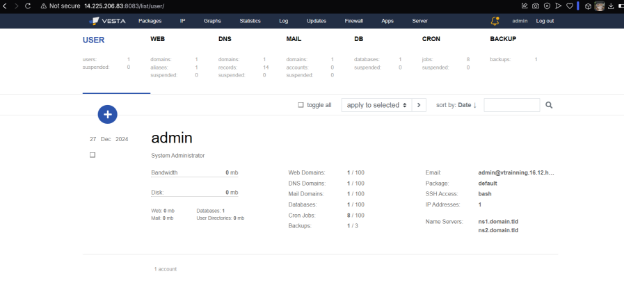 Not secure 14.225.206.83:8083/list/user/
VESTA Packages IP Graphs Statistics Log Updates Firewall Apps Server admin Log out
USER WEB DNS MAIL DB CRON BACKUP
users: 1 domains: 1 domains: 1 domains: 1 databases: 1 jobs: 8 backups: 1
suspended: 0 aliases: 1 records: 14 accounts: 0 suspended: 0 suspended: 0
suspended: 0 suspended: 0 suspended: 0
toggle all apply to selected > sort by: Date ↓
+
27 Dec 2024 admin
System Administrator
Bandwidth 0 mb Web Domains: 1 / 100 Email: admin@vtrainning.16.12.h...
DNS Domains: 1 / 100 Package: default
Disk 0 mb Mail Domains: 1 / 100 SSH Access: bash
Databases: 1 / 100 IP Addresses: 1
Web: 0 mb Databases: 1 Cron Jobs: 8 / 100
Mail: 0 mb User Directories: 0 mb Backups: 1 / 3 Name Servers: ns1.domain.tld
ns2.domain.tld
1 account